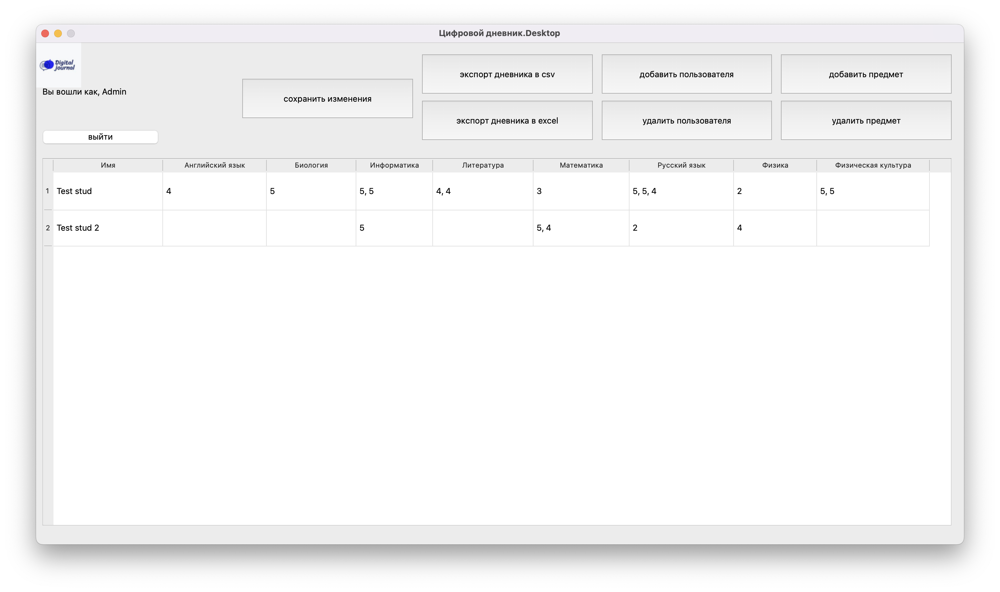 Цифровой дневник.Desktop
Digital
journal
Вы вошли как, Admin
выйти
сохранить изменения
экспорт дневника в csv
добавить пользователя
добавить предмет
экспорт дневника в excel
удалить пользователя
удалить предмет
Имя Английский язык Биология Информатика Литература Математика Русский язык Физика Физическая культура
1 Test stud 4 5 5, 5 4, 4 3 5, 5, 4 2 5, 5
2 Test stud 2 5 5, 4 2 4